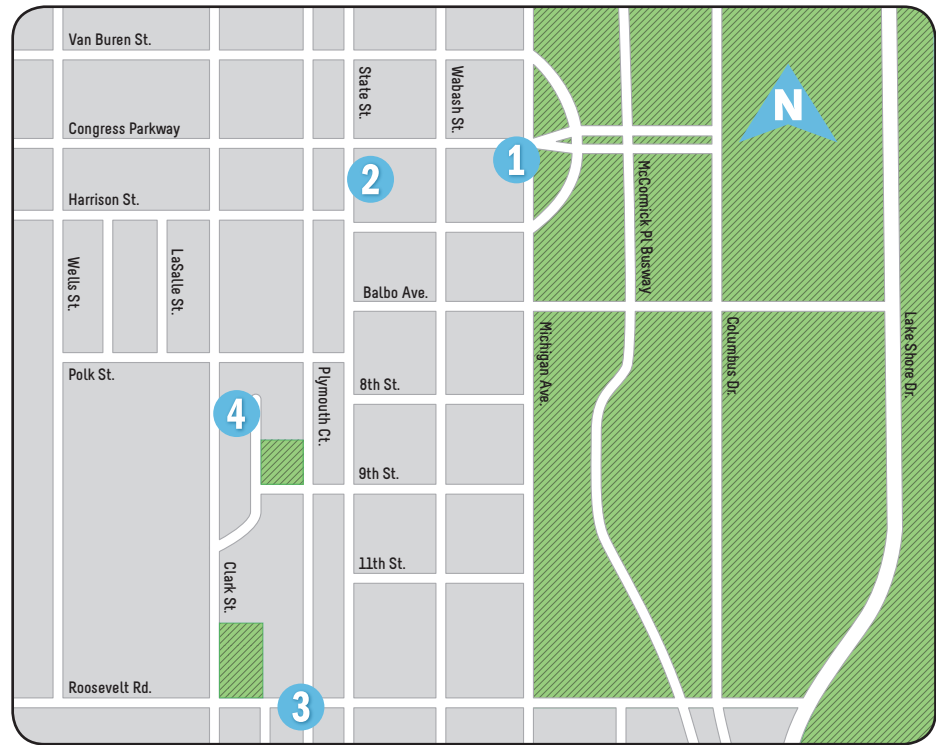 Van Buren St.
N
State St.
Wabash St.
Congress Parkway
1
2
McCormick Pl Busway
Harrison St.
Wells St.
LaSalle St.
Balbo Ave.
Michigan Ave.
Columbus Dr.
Lake Shore Dr.
Polk St.
Plymouth Ct.
8th St.
4
9th St.
11th St.
Clark St.
Roosevelt Rd.
3